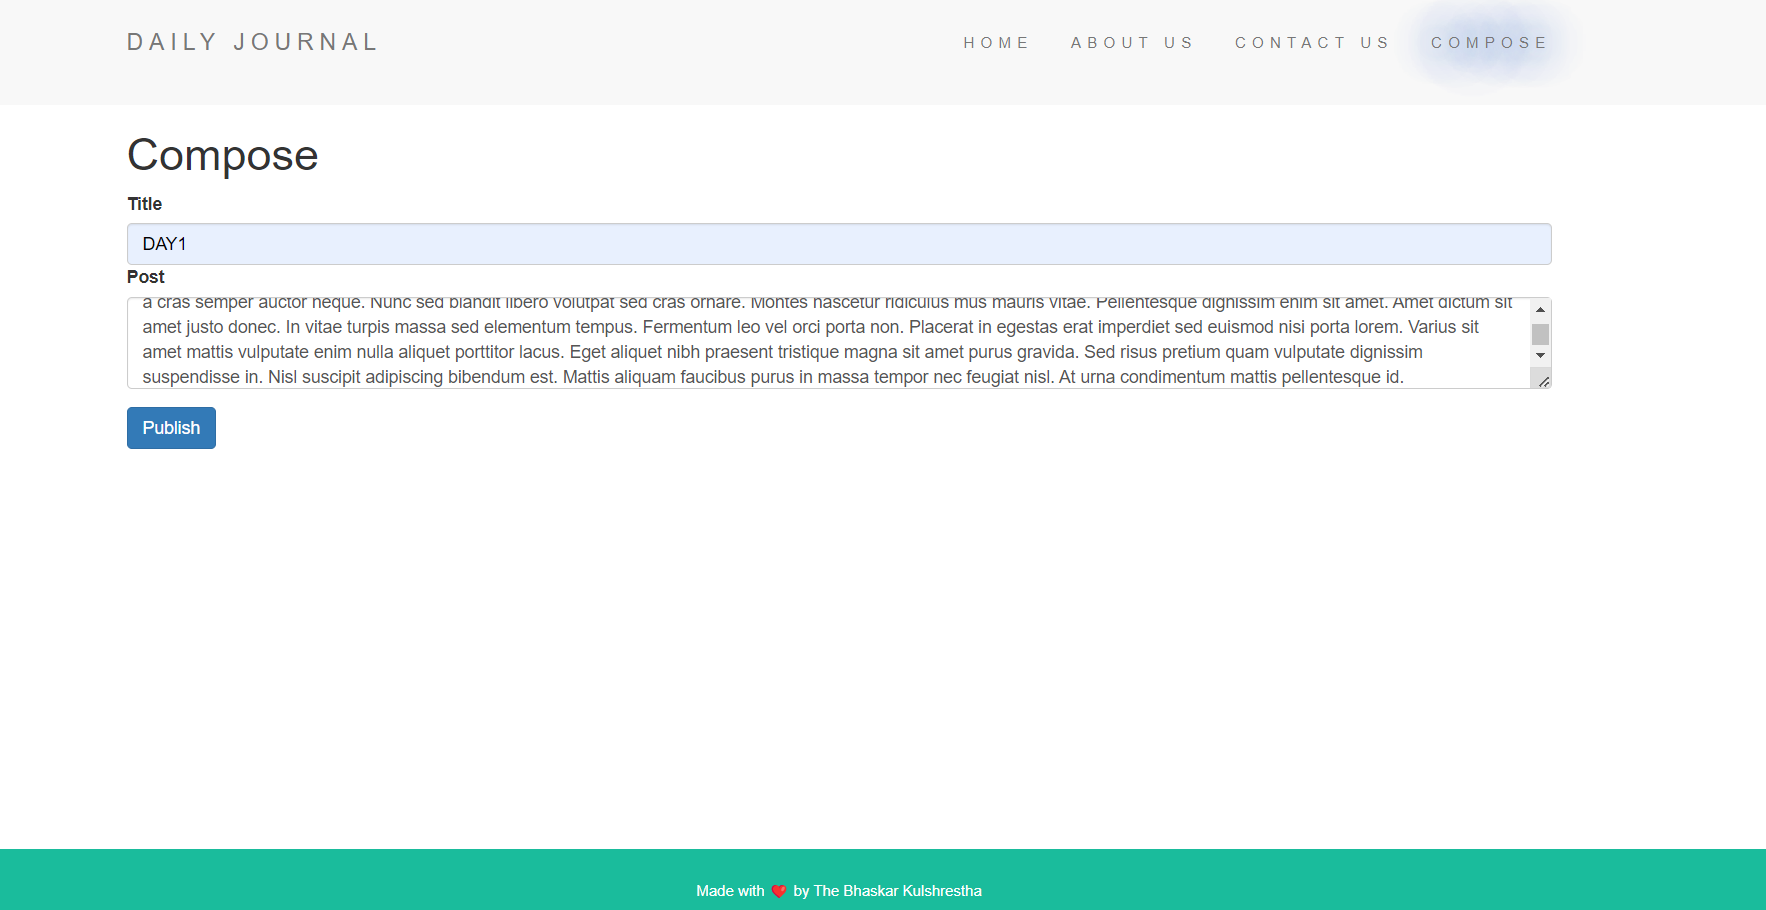 DAILY JOURNAL
HOME ABOUT US CONTACT US COMPOSE
Compose
Title
DAY1
Post
a cras semper auctor neque. Nunc sed blandit libero volutpat sed cras ornare. Montes nascetur ridiculus mus mauris vitae. Pellentesque dignissim enim sit amet. Amet dictum sit
amet justo donec. In vitae turpis massa sed elementum tempus. Fermentum leo vel orci porta non. Placerat in egestas erat imperdiet sed euismod nisi porta lorem. Varius sit
amet mattis vulputate enim nulla aliquet porttitor lacus. Eget aliquet nibh praesent tristique magna sit amet purus gravida. Sed risus pretium quam vulputate dignissim
suspendisse in. Nisl suscipit adipiscing bibendum est. Mattis aliquam faucibus purus in massa tempor nec feugiat nisl. At urna condimentum mattis pellentesque id.
Publish
Made with ❤️ by The Bhaskar Kulshrestha